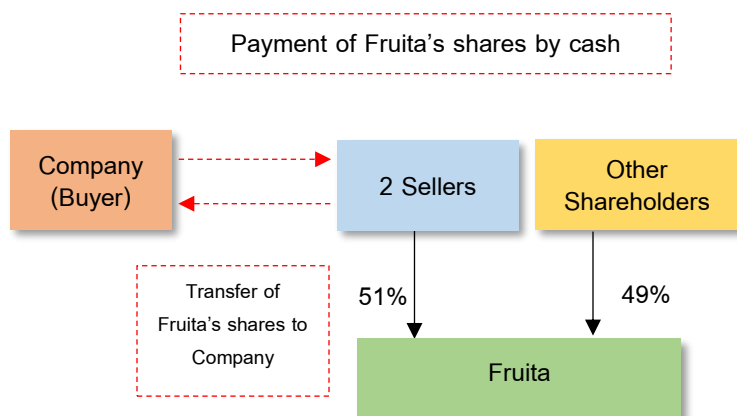 Payment of Fruita's shares by cash
Company
(Buyer)
2 Sellers
Other
Shareholders
Transfer of
Fruita's shares to
Company
51%
49%
Fruita